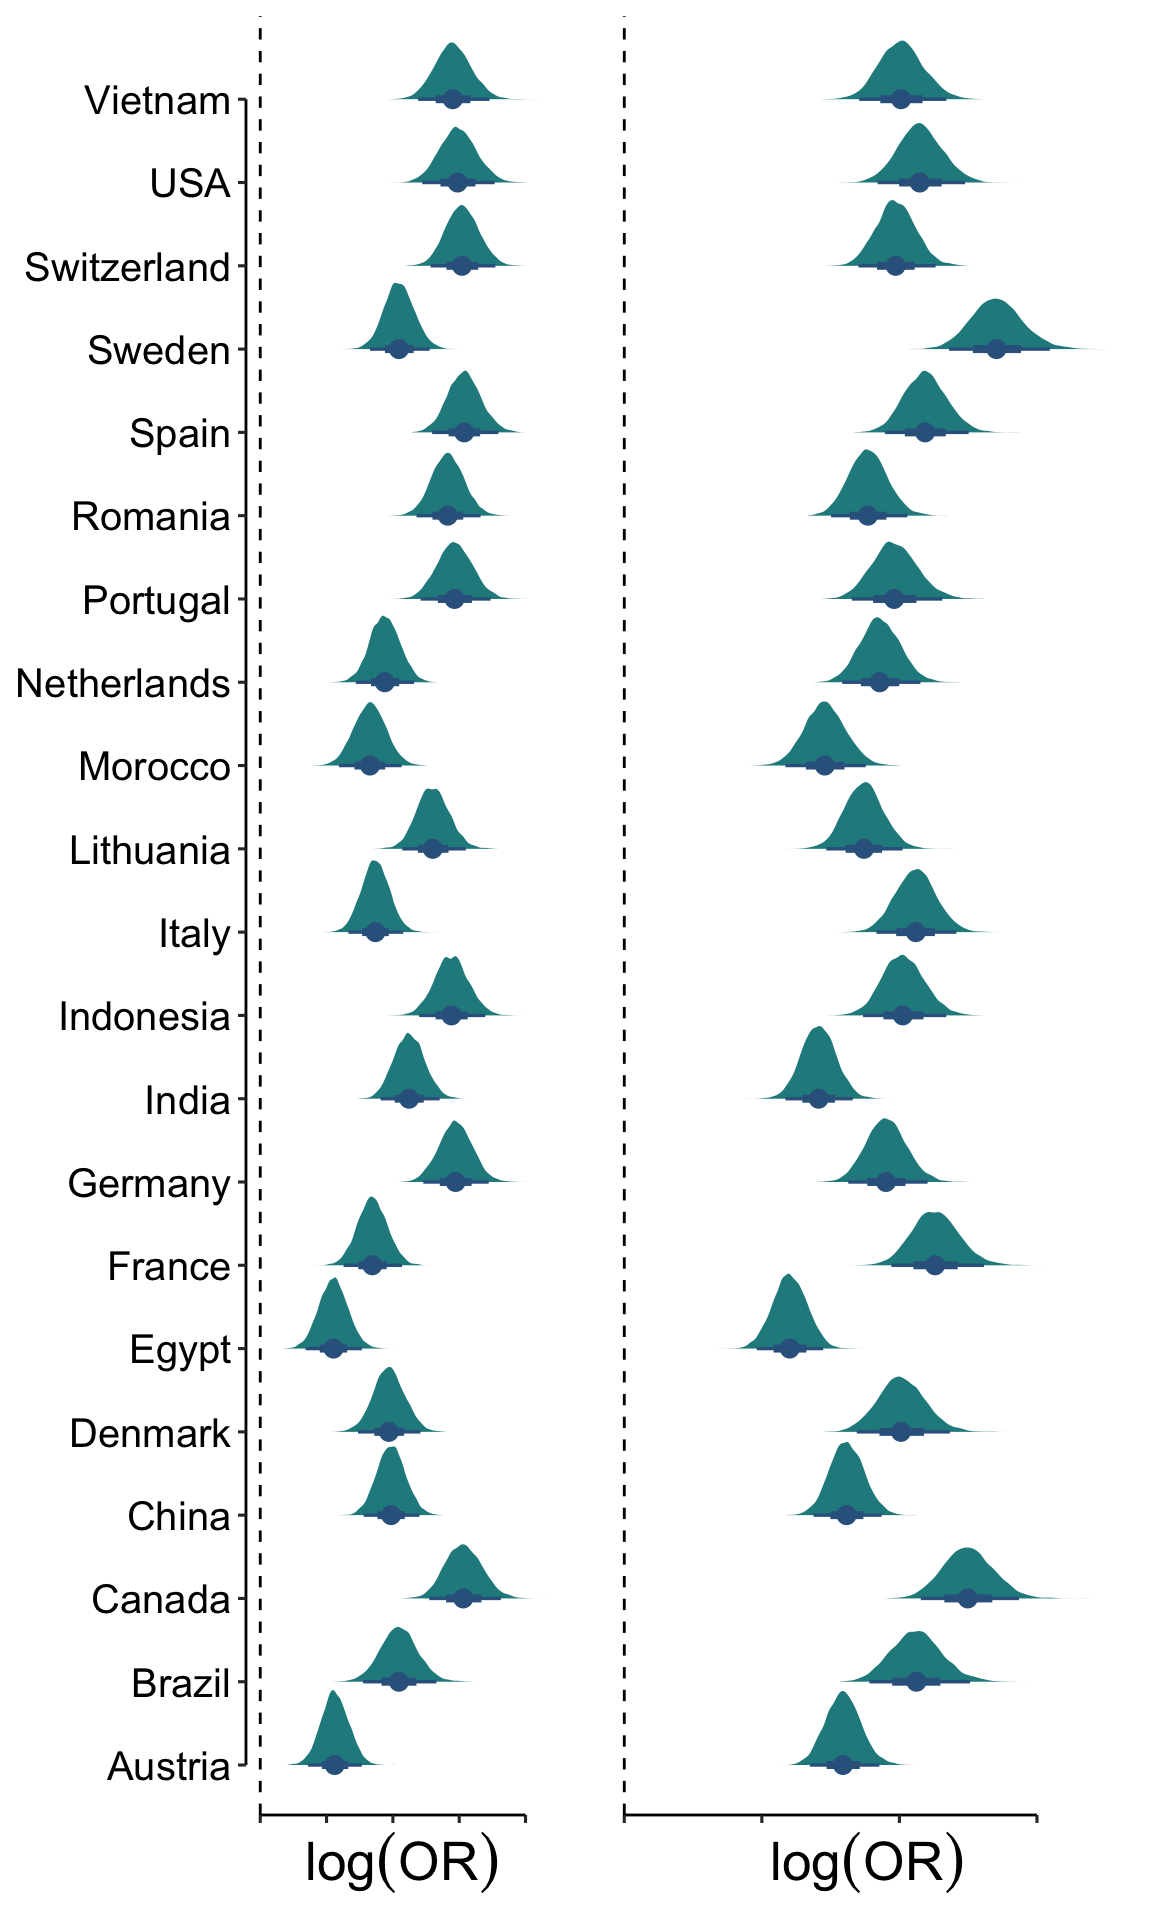 Vietnam
USA
Switzerland
Sweden
Spain
Romania
Portugal
Netherlands
Morocco
Lithuania
Italy
Indonesia
India
Germany
France
Egypt
Denmark
China
Canada
Brazil
Austria
log(OR) log(OR)